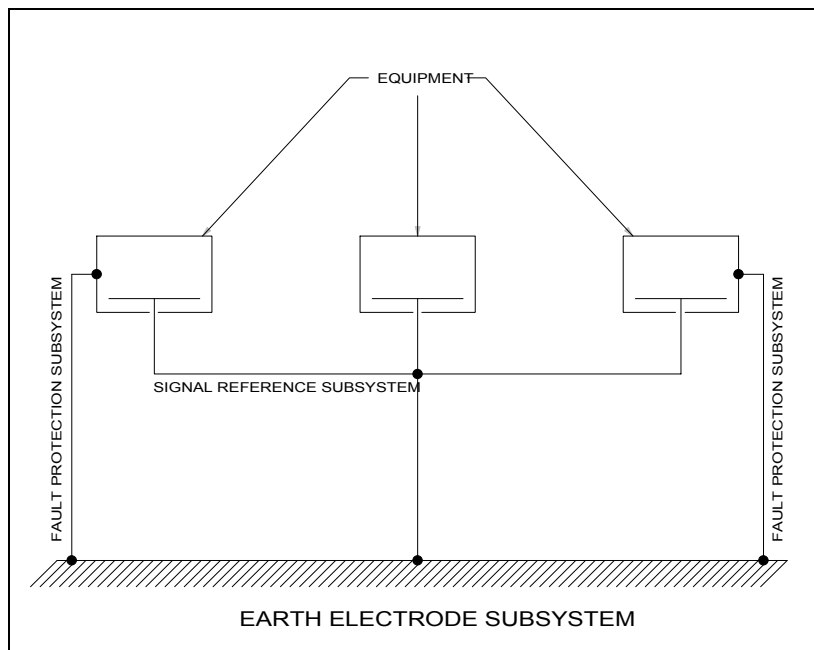 EQUIPMENT
FAULT PROTECTION SUBSYSTEM
SIGNAL REFERENCE SUBSYSTEM
FAULT PROTECTION SUBSYSTEM
EARTH ELECTRODE SUBSYSTEM